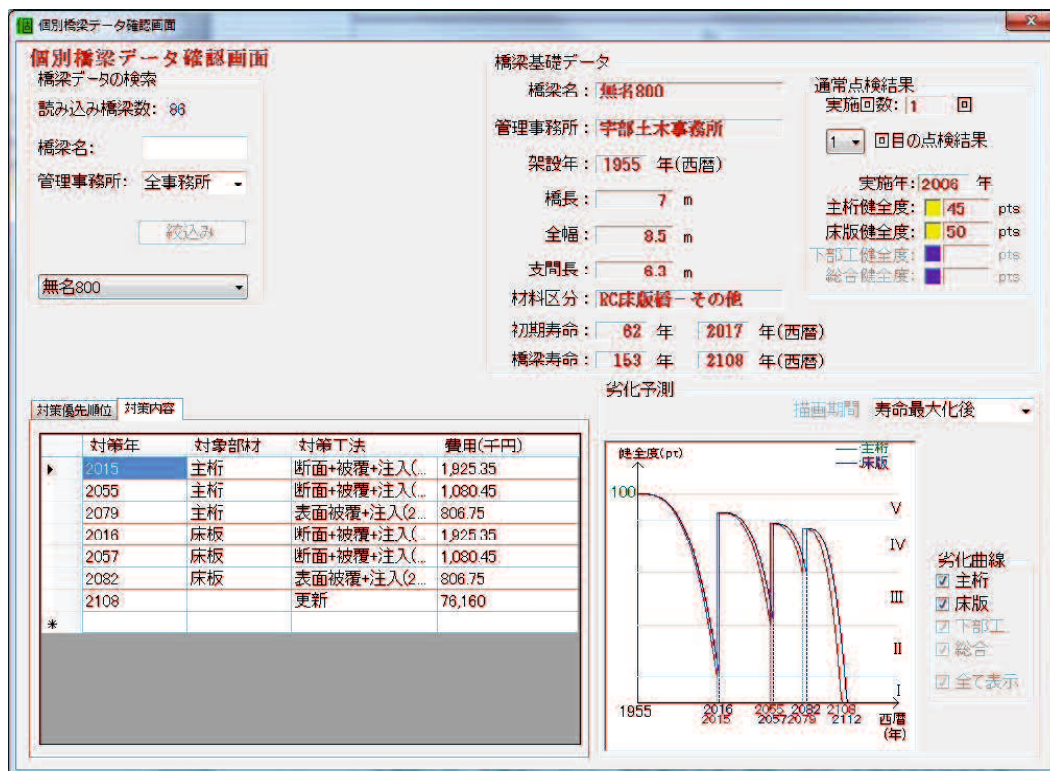 個別橋梁データ確認画面
個別橋梁データ確認画面
橋梁データの検索
読み込み橋梁数: 86
橋梁名:
管理事務所: 全事務所
絞込み
無名800
橋梁基礎データ
橋梁名: 無名800
管理事務所: 宇部土木事務所
架設年: 1955 年(西暦)
橋長: 7 m
全幅: 8.5 m
支間長: 6.3 m
材料区分: RC床版橋-その他
初期寿命: 62 年 2017 年(西暦)
橋梁寿命: 153 年 2108 年(西暦)
通常点検結果
実施回数: 1 回
1 回目の点検結果
実施年: 2006 年
主桁健全度: 45 pts
床版健全度: 50 pts
下部工健全度: pts
総合健全度: pts
対策優先順位 対策内容
対策年 対象部材 対策工法 費用(千円)
2015 主桁 断面+被覆+注入(... 1,925.35
2055 主桁 断面+被覆+注入(... 1,080.45
2079 主桁 表面被覆+注入(2... 806.75
2016 床板 断面+被覆+注入(... 1,925.35
2057 床板 断面+被覆+注入(... 1,080.45
2082 床板 表面被覆+注入(2... 806.75
2108 更新 76,160
*
劣化予測
描画期間 寿命最大化後
健全度(pt)
主桁
床版
100
V
IV
III
II
I
1955 2016 2055 2082 2108 西暦
2015 2057 2079 2112 (年)
劣化曲線
主桁
床版
下部工
総合
全て表示